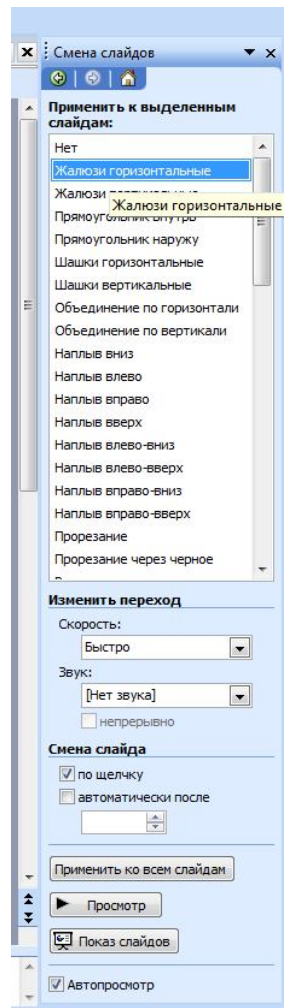 Смена слайдов
Применить к выделенным
слайдам:
Нет
Жалюзи горизонтальные
Жалюзи
Жалюзи горизонтальные
Прямоугольник внутрь
Прямоугольник наружу
Шашки горизонтальные
Шашки вертикальные
Объединение по горизонтали
Объединение по вертикали
Наплыв вниз
Наплыв влево
Наплыв вправо
Наплыв вверх
Наплыв влево-вниз
Наплыв влево-вверх
Наплыв вправо-вниз
Наплыв вправо-вверх
Прорезание
Прорезание через черное
Изменить переход
Скорость:
Быстро
Звук:
[Нет звука]
непрерывно
Смена слайда
по щелчку
автоматически после
Применить ко всем слайдам
Просмотр
Показ слайдов
Автопросмотр